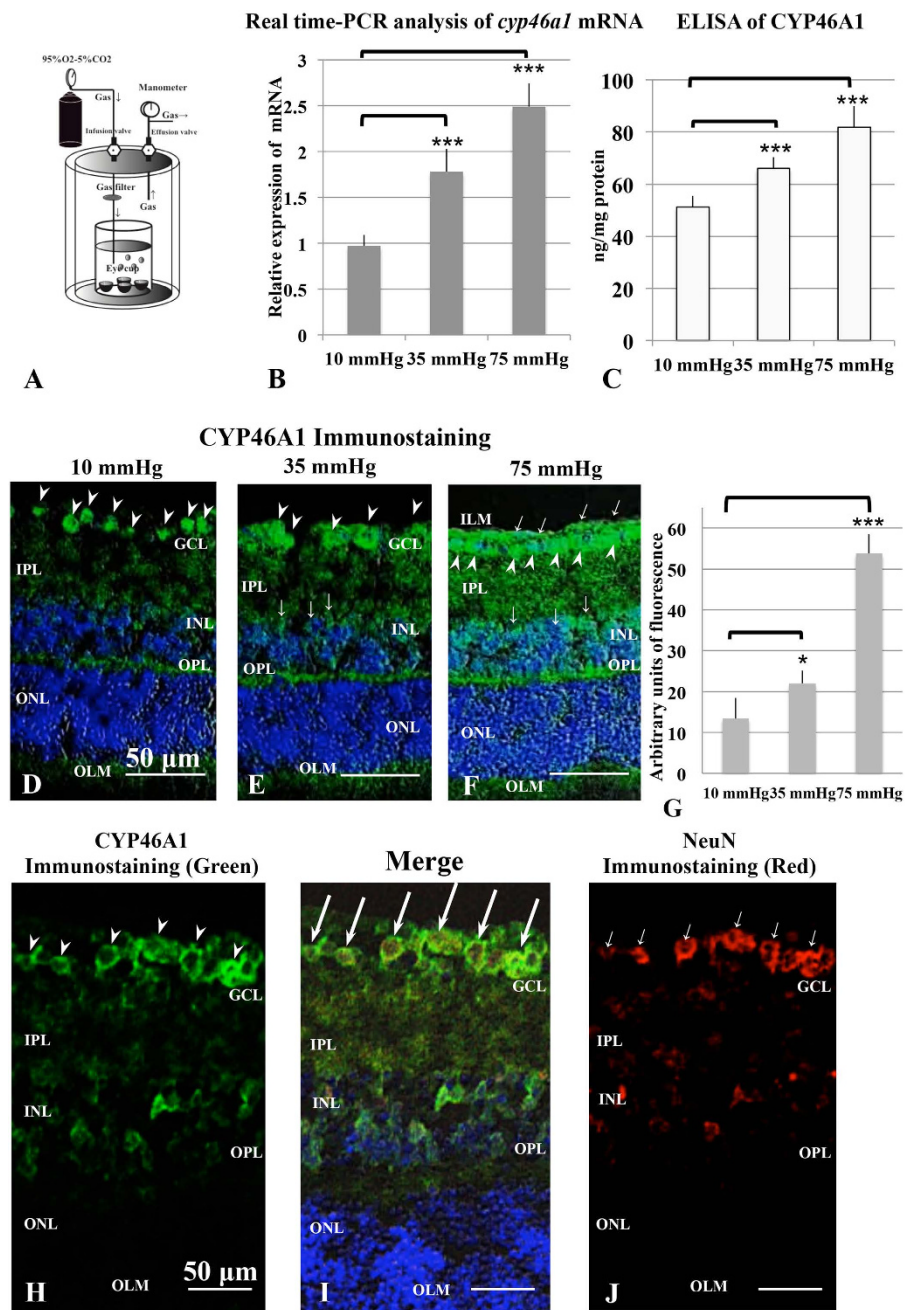 Real time-PCR analysis of cyp46a1 mRNA
ELISA of CYP46A1
95%O2-5%CO2
Manometer
Gas ↓
Gas→
Infusion valve
Effusion valve
Gas filter
↓
↑
Gas
↓
Eye cup
A
Relative expression of mRNA
3
2.5
2
1.5
1
0.5
0
***
***
10 mmHg 35 mmHg 75 mmHg
B
ng/mg protein
100
80
60
40
20
0
***
***
10 mmHg 35 mmHg 75 mmHg
C
CYP46A1 Immunostaining
10 mmHg
35 mmHg
75 mmHg
GCL
IPL
INL
OPL
ONL
50 µm
OLM
D
GCL
IPL
INL
OPL
ONL
OLM
E
ILM
GCL
IPL
INL
OPL
ONL
OLM
F
Arbitrary units of fluorescence
60
50
40
30
20
10
0
*
***
10 mmHg 35 mmHg 75 mmHg
G
CYP46A1
Immunostaining (Green)
Merge
NeuN
Immunostaining (Red)
GCL
IPL
INL
OPL
ONL
50 µm
OLM
H
GCL
IPL
INL
OPL
ONL
OLM
I
GCL
IPL
INL
OPL
ONL
OLM
J